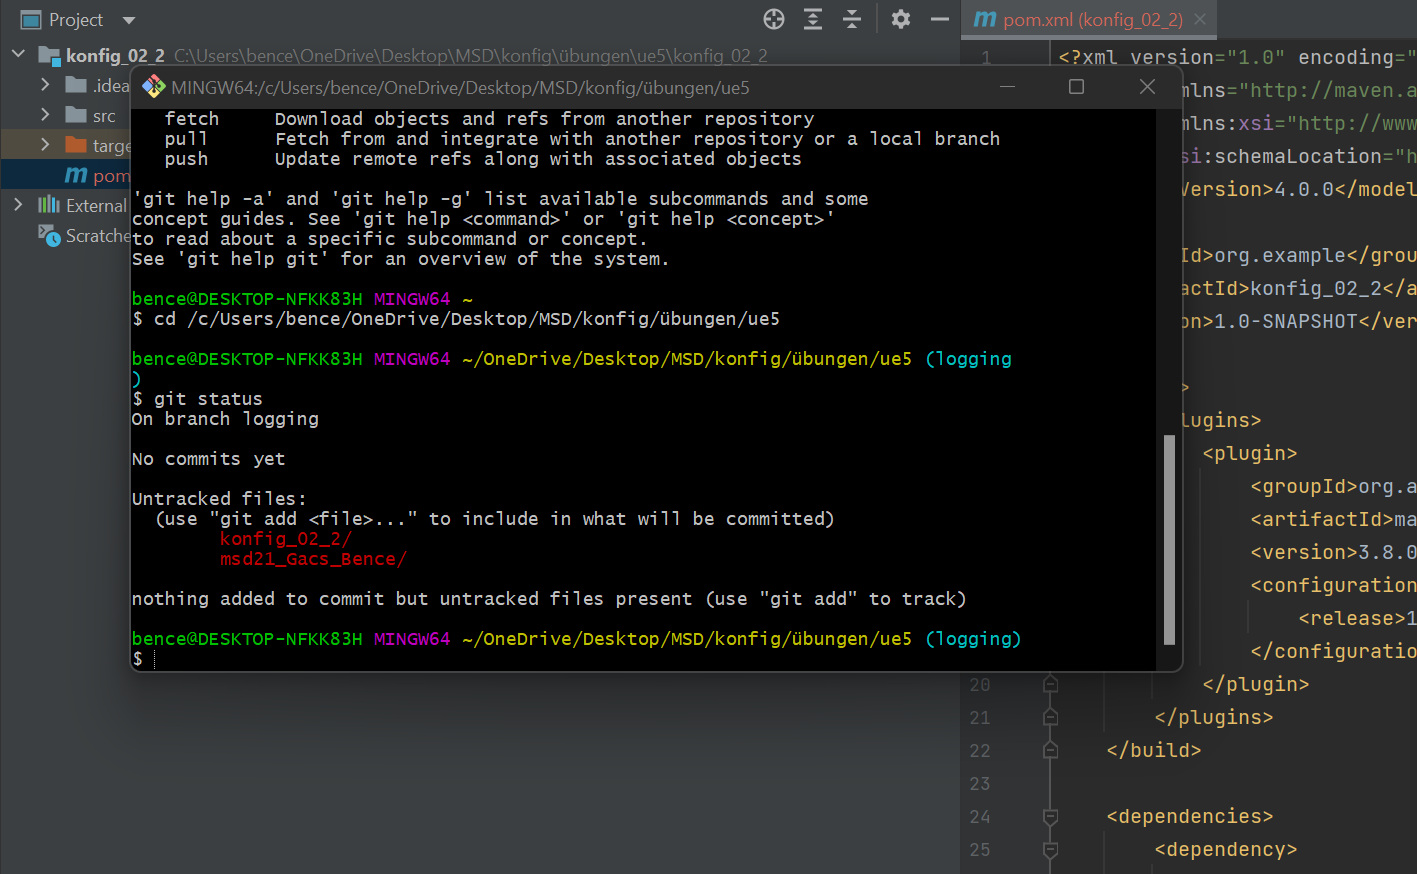 Project
konfig_02_2 C:\Users\bence\OneDrive\Desktop\MSD\konfig\übungen\ue5\konfig_02_2
.idea
src
targe
pom
External
Scratche
MINGW64:/c/Users/bence/OneDrive/Desktop/MSD/konfig/übungen/ue5
fetch Download objects and refs from another repository
pull Fetch from and integrate with another repository or a local branch
push Update remote refs along with associated objects
'git help -a' and 'git help -g' list available subcommands and some
concept guides. See 'git help <command>' or 'git help <concept>'
to read about a specific subcommand or concept.
See 'git help git' for an overview of the system.
bence@DESKTOP-NFKK83H MINGW64 ~
$ cd /c/Users/bence/OneDrive/Desktop/MSD/konfig/übungen/ue5
bence@DESKTOP-NFKK83H MINGW64 ~/OneDrive/Desktop/MSD/konfig/übungen/ue5 (logging
)
$ git status
On branch logging
No commits yet
Untracked files:
(use "git add <file>..." to include in what will be committed)
konfig_02_2/
msd21_Gacs_Bence/
nothing added to commit but untracked files present (use "git add" to track)
bence@DESKTOP-NFKK83H MINGW64 ~/OneDrive/Desktop/MSD/konfig/übungen/ue5 (logging)
$
pom.xml (konfig_02_2)
1 <?xml version="1.0" encoding="
mlns="http://maven.a
mlns:xsi="http://www
si:schemaLocation="h
Version>4.0.0</model
Id>org.example</grou
actId>konfig_02_2</a
on>1.0-SNAPSHOT</ver
>
lugins>
<plugin>
<groupId>org.a
<artifactId>ma
<version>3.8.0
<configuration
<release>1
</configuratio
20 </plugin>
21 </plugins>
22 </build>
23
24 <dependencies>
25 <dependency>